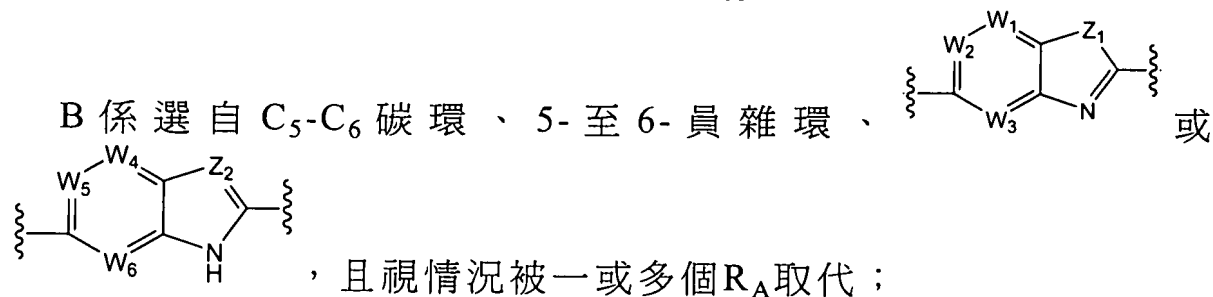 W₁ Z₁
W₂
B係選自C₅-C₆碳環、5-至6-員雜環、 W₃ N 或
W₄ Z₂
W₅
W₆ N H ，且視情況被一或多個R_A取代；